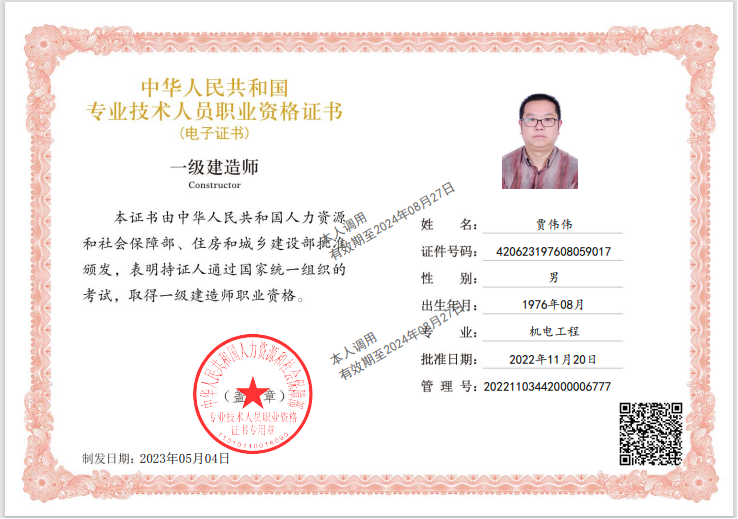 中华人民共和国
专业技术人员职业资格证书
(电子证书)
一级建造师
Constructor
本证书由中华人民共和国人力资源
和社会保障部、住房和城乡建设部批准
颁发，表明持证人通过国家统一组织的
考试，取得一级建造师职业资格。
本人调用
有效期至2024年08月27日
姓 名： 贾伟伟
证件号码： 420623197608059017
性 别： 男
出生年月： 1976年08月
专 业： 机电工程
批准日期： 2022年11月20日
管 理 号： 20221103442000006777
本人调用
有效期至2024年08月27日
中华人民共和国人力资源和社会保障部
（盖 章）
专业技术人员职业资格
证书专用章
11010118016090
制发日期：2023年05月04日